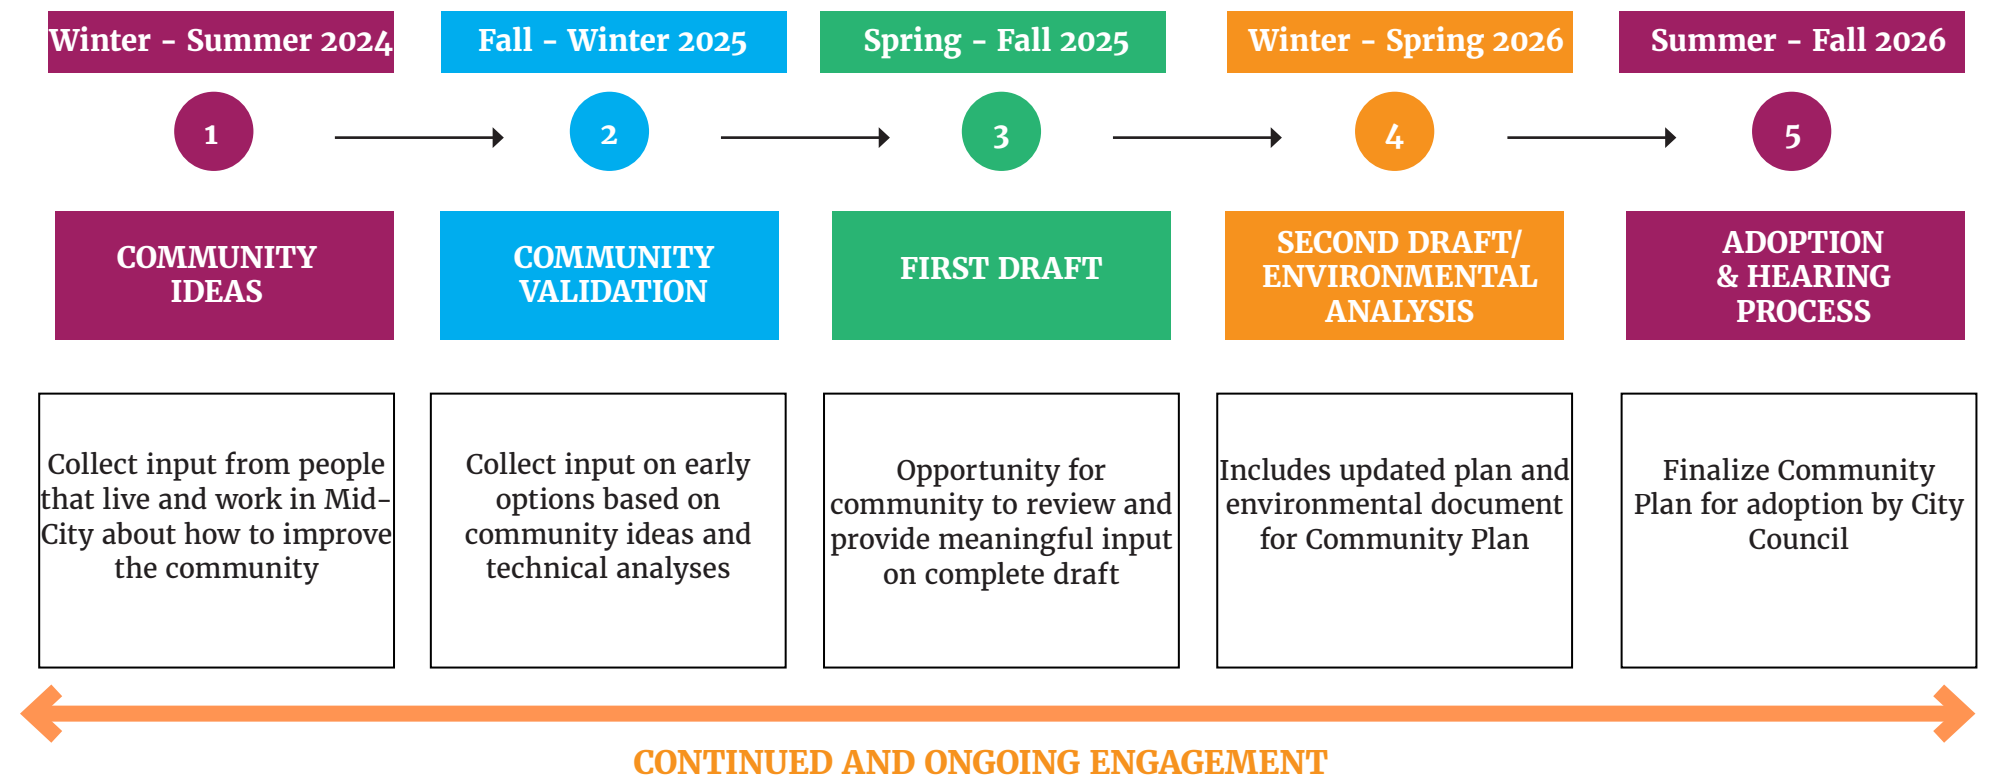 Winter - Summer 2024
Fall - Winter 2025
Spring - Fall 2025
Winter - Spring 2026
Summer - Fall 2026
1
2
3
4
5
COMMUNITY
IDEAS
COMMUNITY
VALIDATION
FIRST DRAFT
SECOND DRAFT/
ENVIRONMENTAL
ANALYSIS
ADOPTION
& HEARING
PROCESS
Collect input from people
that live and work in Mid-
City about how to improve
the community
Collect input on early
options based on
community ideas and
technical analyses
Opportunity for
community to review and
provide meaningful input
on complete draft
Includes updated plan and
environmental document
for Community Plan
Finalize Community
Plan for adoption by City
Council
CONTINUED AND ONGOING ENGAGEMENT